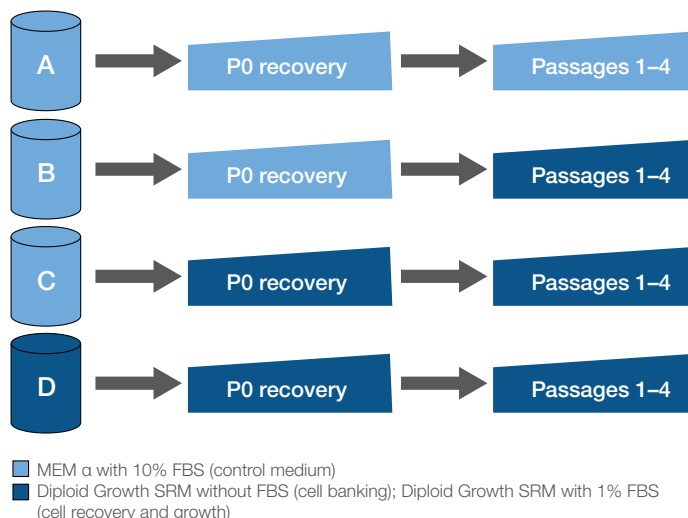 A P0 recovery Passages 1–4
B P0 recovery Passages 1–4
C P0 recovery Passages 1–4
D P0 recovery Passages 1–4
MEM α with 10% FBS (control medium)
Diploid Growth SRM without FBS (cell banking); Diploid Growth SRM with 1% FBS
(cell recovery and growth)